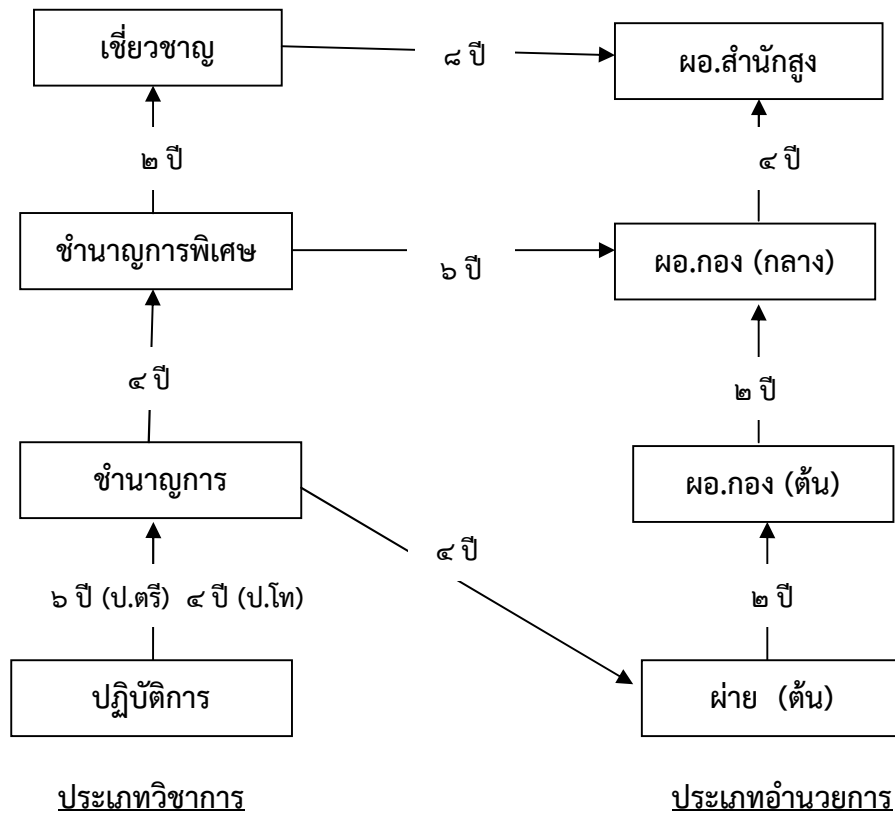 เชี่ยวชาญ
๘ ปี
ผอ.สำนักสูง
๒ ปี
๔ ปี
ชำนาญการพิเศษ
๖ ปี
ผอ.กอง (กลาง)
๔ ปี
๒ ปี
ชำนาญการ
ผอ.กอง (ต้น)
๔ ปี
๖ ปี (ป.ตรี) ๔ ปี (ป.โท)
๒ ปี
ปฏิบัติการ
ฝ่าย (ต้น)
ประเภทวิชาการ
ประเภทอำนวยการ